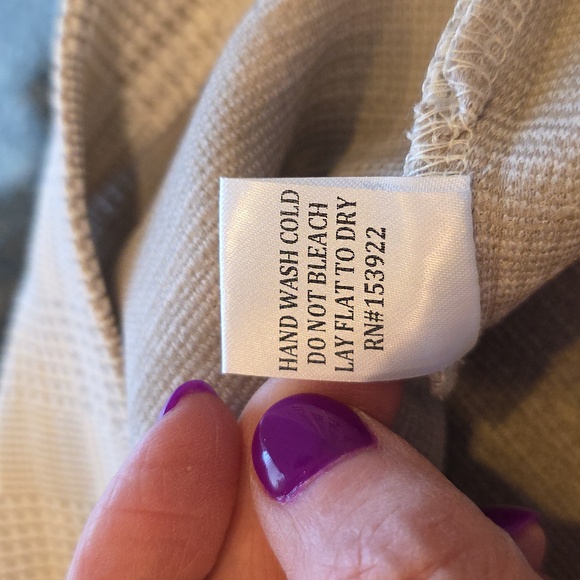 HAND WASH COLD
DO NOT BLEACH
LAY FLAT TO DRY
RN#153922